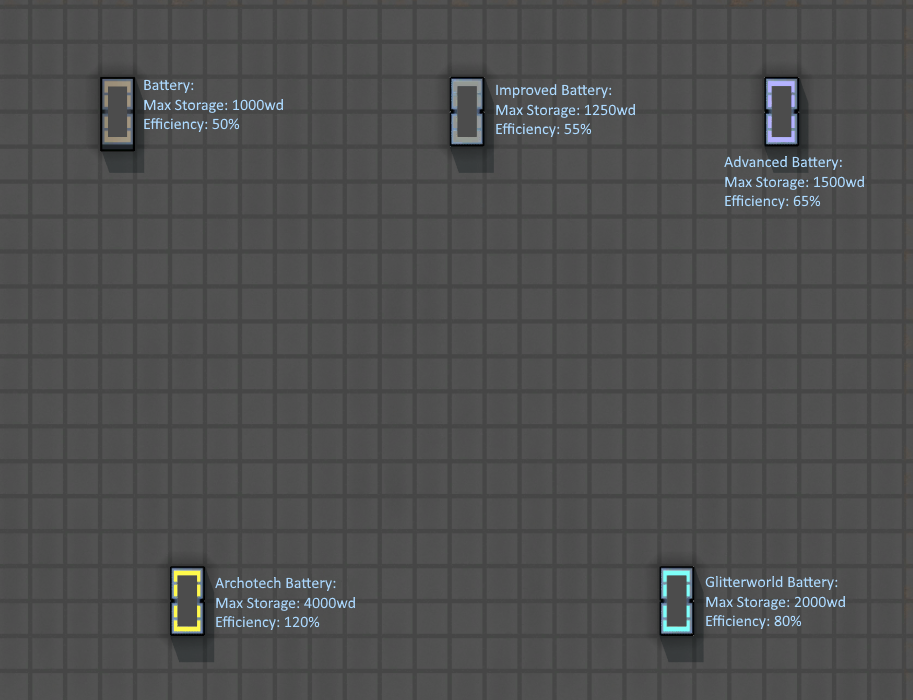 Battery:
Max Storage: 1000wd
Efficiency: 50%
Improved Battery:
Max Storage: 1250wd
Efficiency: 55%
Advanced Battery:
Max Storage: 1500wd
Efficiency: 65%
Archotech Battery:
Max Storage: 4000wd
Efficiency: 120%
Glitterworld Battery:
Max Storage: 2000wd
Efficiency: 80%